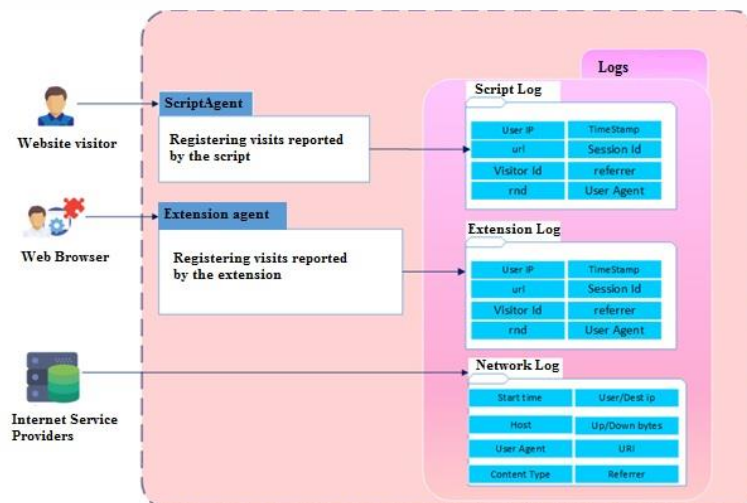 Logs
Website visitor
ScriptAgent
Registering visits reported
by the script
Script Log
User IP
TimeStamp
url
Session Id
Visitor Id
referrer
rnd
User Agent
Web Browser
Extension agent
Registering visits reported
by the extension
Extension Log
User IP
TimeStamp
url
Session Id
Visitor Id
referrer
rnd
User Agent
Internet Service
Providers
Network Log
Start time
User/Dest ip
Host
Up/Down bytes
User Agent
URI
Content Type
Referrer